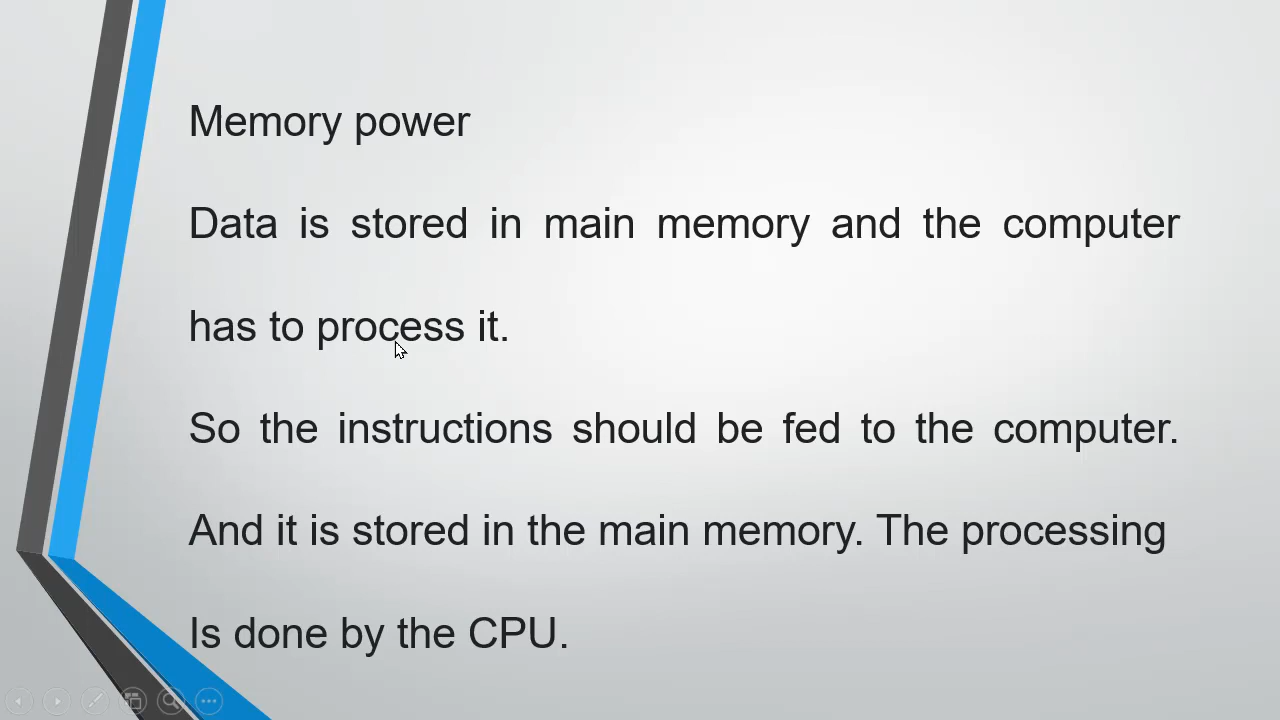 Memory power
Data is stored in main memory and the computer
has to process it.
So the instructions should be fed to the computer.
And it is stored in the main memory. The processing
Is done by the CPU.